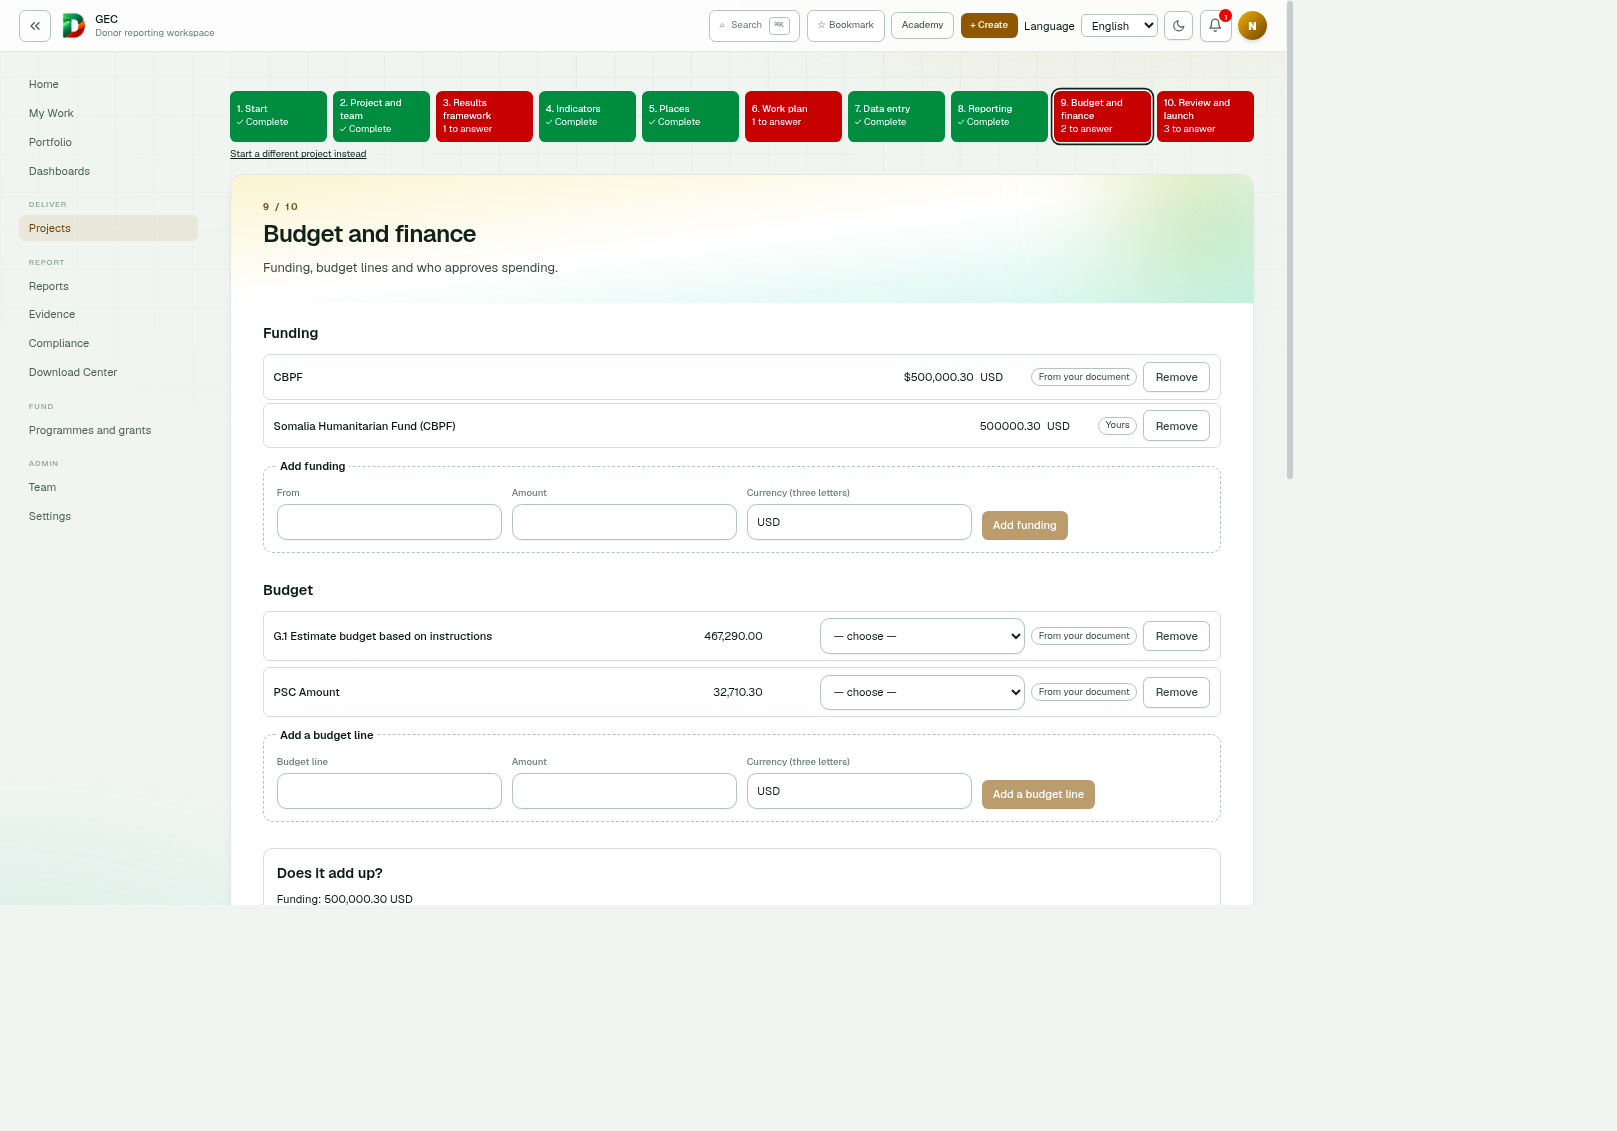 GEC
Donor reporting workspace
Search ⌘K
☆ Bookmark
Academy
+ Create
Language
English
1
N
Home
My Work
Portfolio
Dashboards
DELIVER
Projects
REPORT
Reports
Evidence
Compliance
Download Center
FUND
Programmes and grants
ADMIN
Team
Settings
1. Start
✓ Complete
2. Project and
team
✓ Complete
3. Results
framework
1 to answer
4. Indicators
✓ Complete
5. Places
✓ Complete
6. Work plan
1 to answer
7. Data entry
✓ Complete
8. Reporting
✓ Complete
9. Budget and
finance
2 to answer
10. Review and
launch
3 to answer
Start a different project instead
9 / 10
Budget and finance
Funding, budget lines and who approves spending.
Funding
CBPF $500,000.30 USD From your document Remove
Somalia Humanitarian Fund (CBPF) 500000.30 USD Yours Remove
Add funding
From Amount Currency (three letters)
USD Add funding
Budget
G.1 Estimate budget based on instructions 467,290.00 — choose — From your document Remove
PSC Amount 32,710.30 — choose — From your document Remove
Add a budget line
Budget line Amount Currency (three letters)
USD Add a budget line
Does it add up?
Funding: 500,000.30 USD